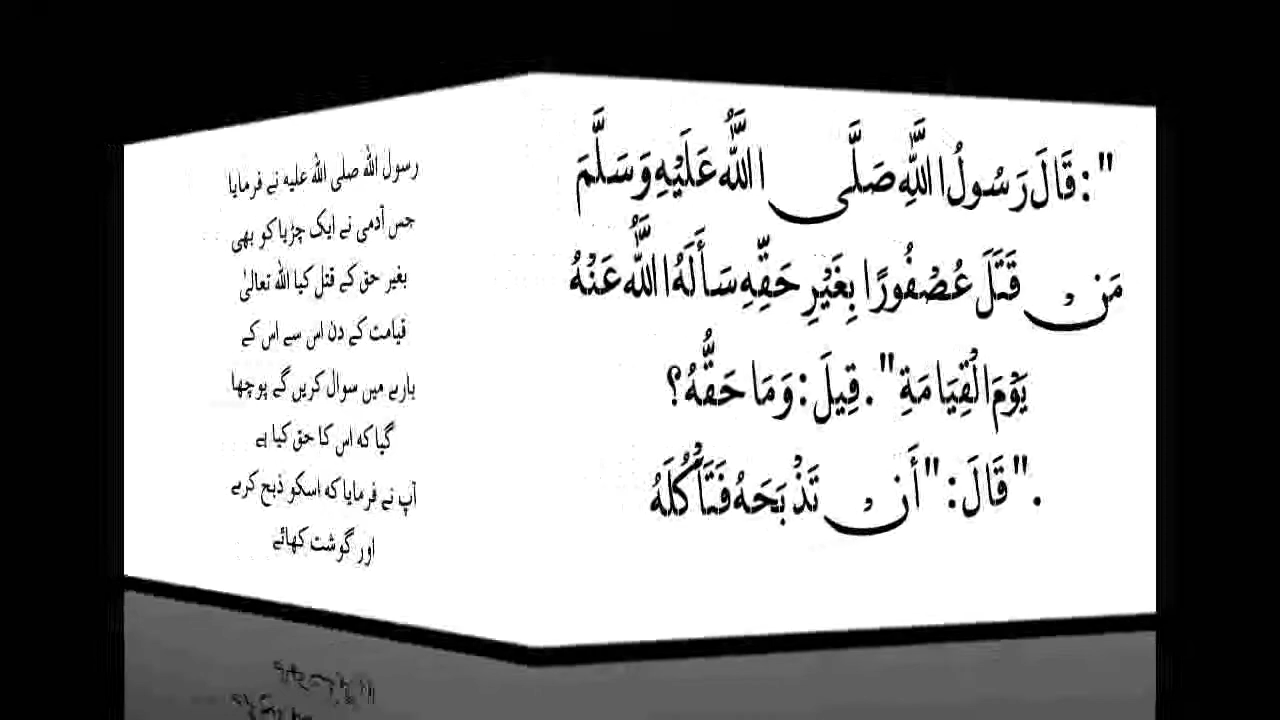 ": قَالَ رَسُولُ اللَّهِ صَلَّى اللَّهُ عَلَيْهِ وَسَلَّمَ
مَنْ قَتَلَ عُصْفُورًا بِغَيْرِ حَقِّهِ سَأَلَهُ اللَّهُ عَنْهُ
يَوْمَ الْقِيَامَةِ". قِيلَ: وَمَا حَقُّهُ؟
."قَالَ: "أَنْ تَذْبَحَهُ فَتَأْكُلَهُ
رسول اللہ صلی اللہ علیہ نے فرمایا
جس آدمی نے ایک چڑیا کو بھی
بغیر حق کے قتل کیا اللہ تعالیٰ
قیامت کے دن اس سے اس کے
بارے میں سوال کریں گے پوچھا
گیا کہ اس کا حق کیا ہے
آپ نے فرمایا کہ اسکو ذبح کرے
اور گوشت کھائے